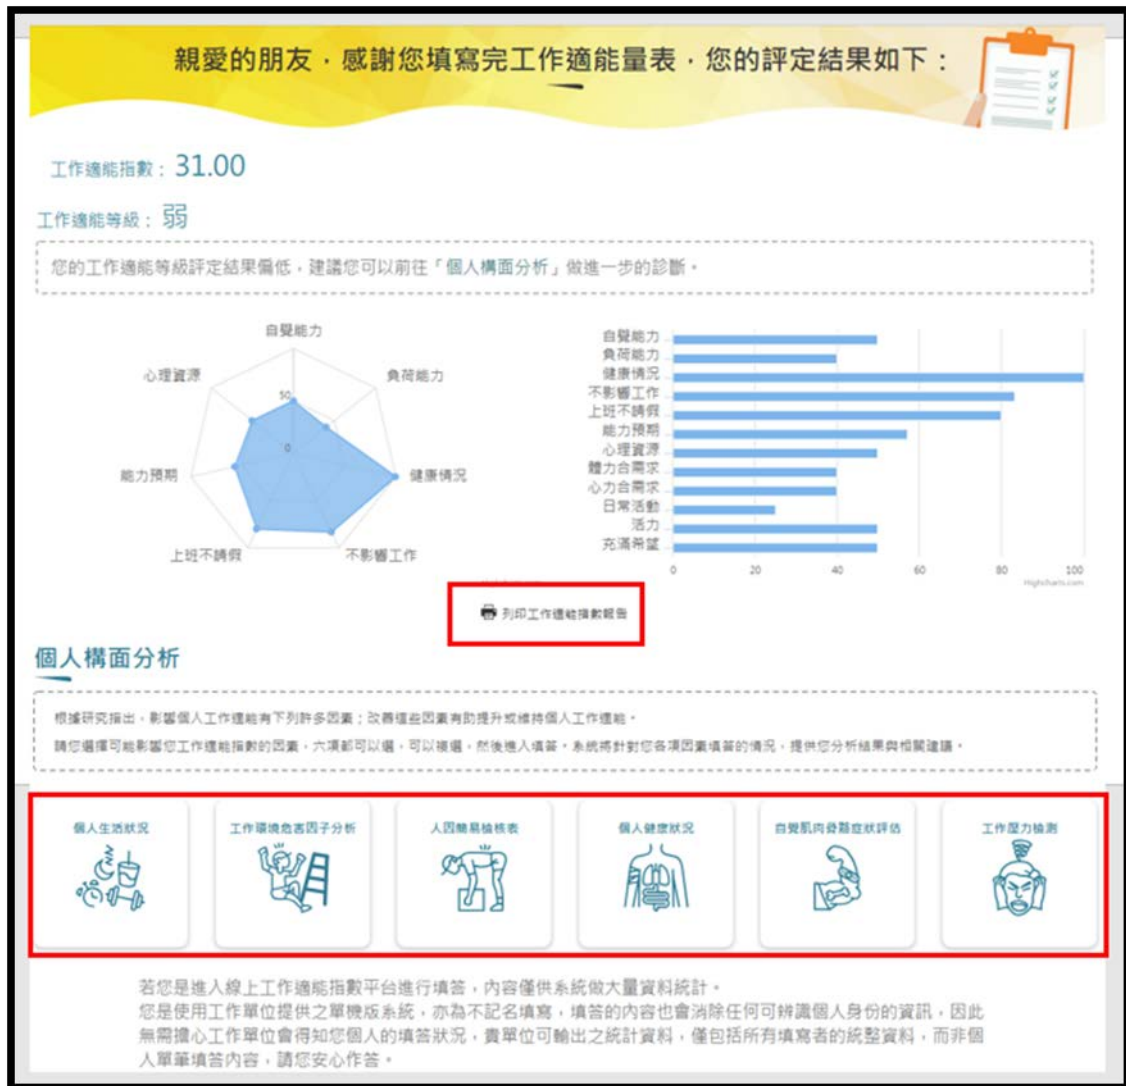 親愛的朋友，感謝您填寫完工作適能量表，您的評定結果如下：
工作適能指數： 31.00
工作適能等級： 弱
您的工作適能等級評定結果偏低，建議您可以前往「個人構面分析」做進一步的診斷。
自覺能力
負荷能力
健康情況
不影響工作
上班不請假
能力預期
心理資源
50
0
自覺能力
負荷能力
健康情況
不影響工作
上班不請假
能力預期
心理資源
體力合需求
心力合需求
日常活動
活力
充滿希望
0 20 40 60 80 100
Highcharts.com
列印工作適能指數報告
個人構面分析
根據研究指出，影響個人工作適能有下列許多因素；改善這些因素有助提升或維持個人工作適能。
請您選擇可能影響您工作適能指數的因素，六項都可以選，可以複選，然後進入填答。系統將針對您各項因素填答的情況，提供您分析結果與相關建議。
個人生活狀況
工作環境危害因子分析
人因簡易檢核表
個人健康狀況
自覺肌肉骨骼症狀評估
工作壓力檢測
若您是進入線上工作適能指數平台進行填答，內容僅供系統做大量資料統計。
您是使用工作單位提供之單機版系統，亦為不記名填寫，填答的內容也會消除任何可辨識個人身份的資訊，因此
無需擔心工作單位會得知您個人的填答狀況，貴單位可輸出之統計資料，僅包括所有填寫者的統整資料，而非個
人單筆填答內容，請您安心作答。